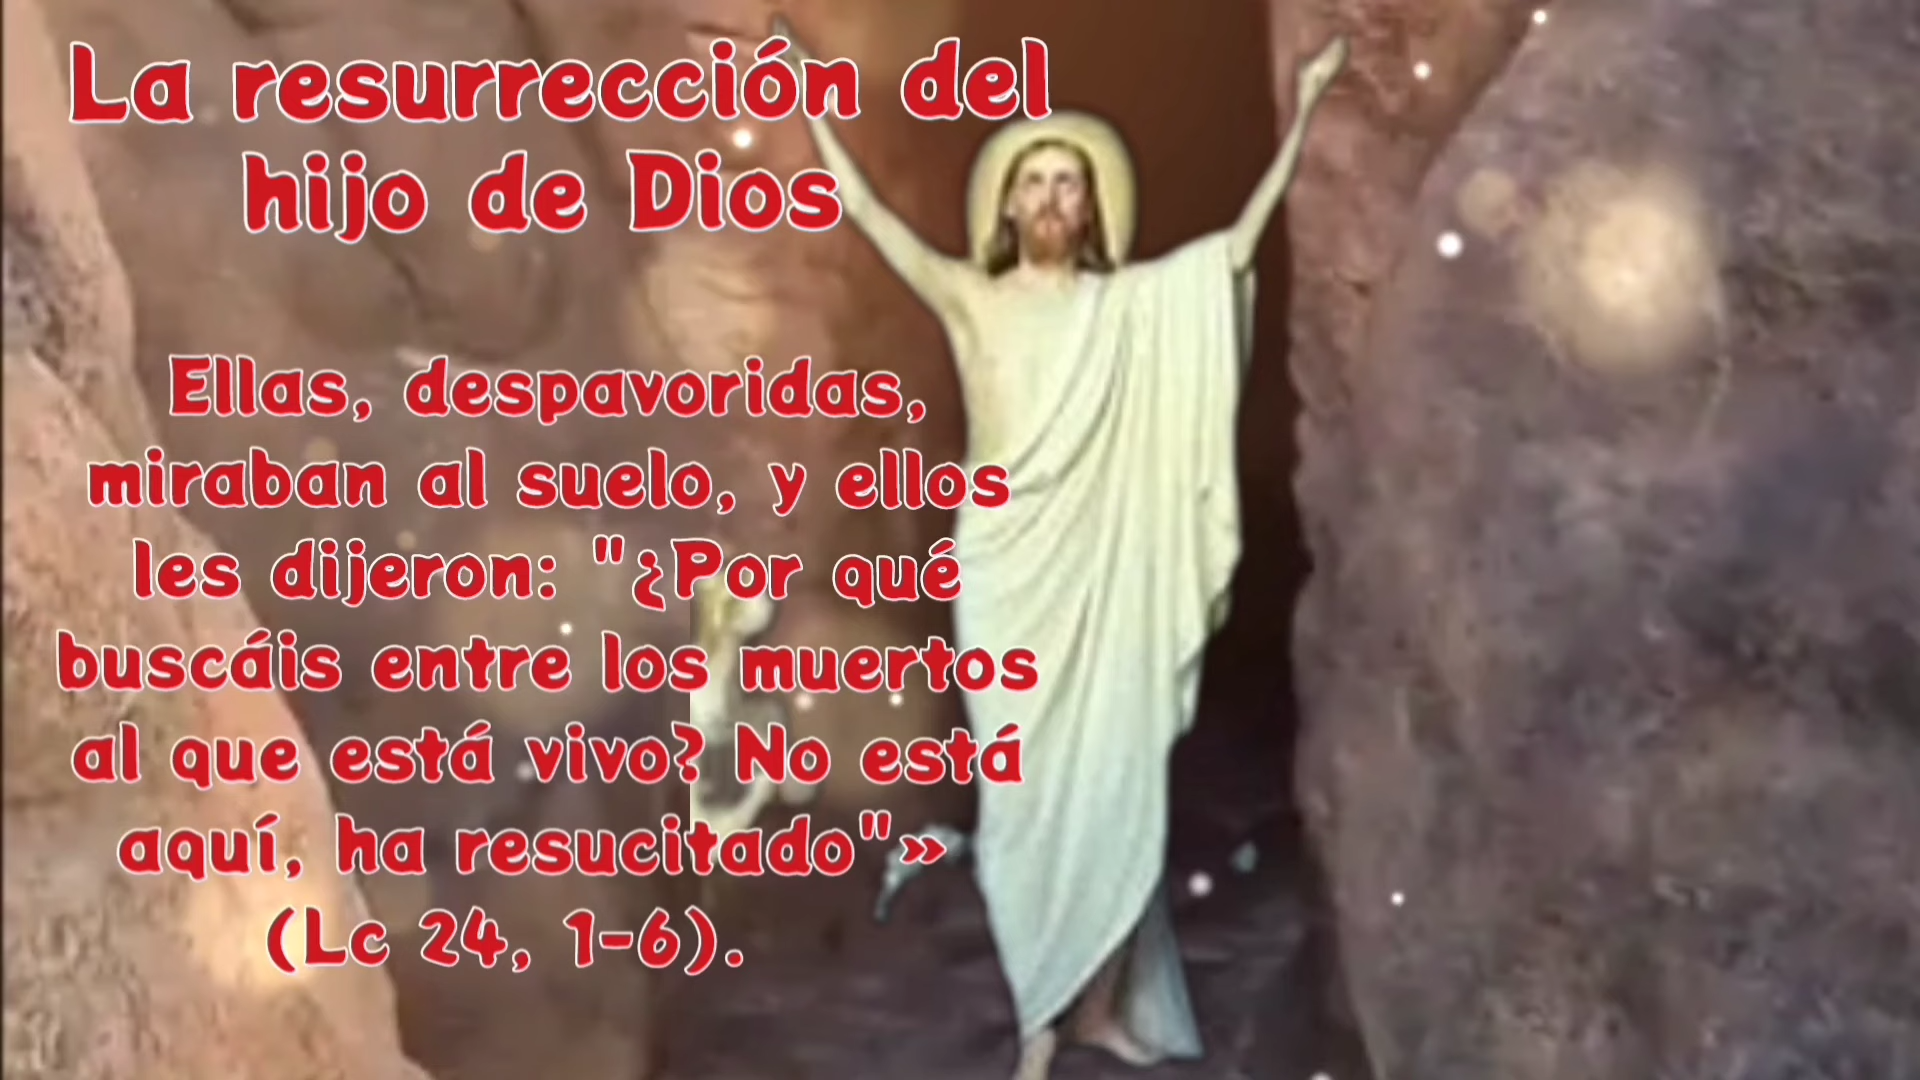 La resurrección del
hijo de Dios
Ellas, despavoridas,
miraban al suelo, y ellos
les dijeron: "¿Por qué
buscáis entre los muertos
al que está vivo? No está
aquí, ha resucitado"»
(Lc 24, 1-6).